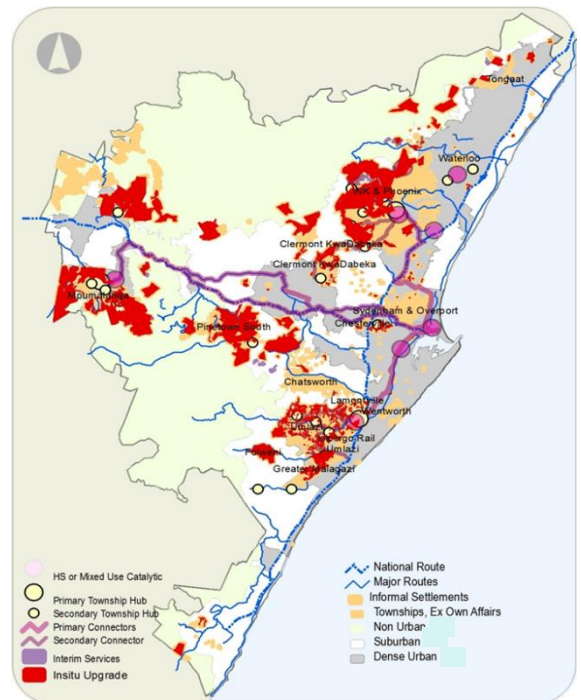 Tongaat
Waterloo
INK & Phoenix
Clermont KwaDabeka
Clermont KwaDabeka
Mpumalanga
Sydenham & Overport
Chesterville
Pinetown South
Chatsworth
Lamontville
Wentworth
Umlazi
Umlazi
Folweni
Greater Malagazi
HS or Mixed Use Catalytic
Primary Township Hub
Secondary Township Hub
Primary Connectors
Secondary Connector
Interim Services
Insitu Upgrade
National Route
Major Routes
Informal Settlements
Townships, Ex Own Affairs
Non Urban
Suburban
Dense Urban